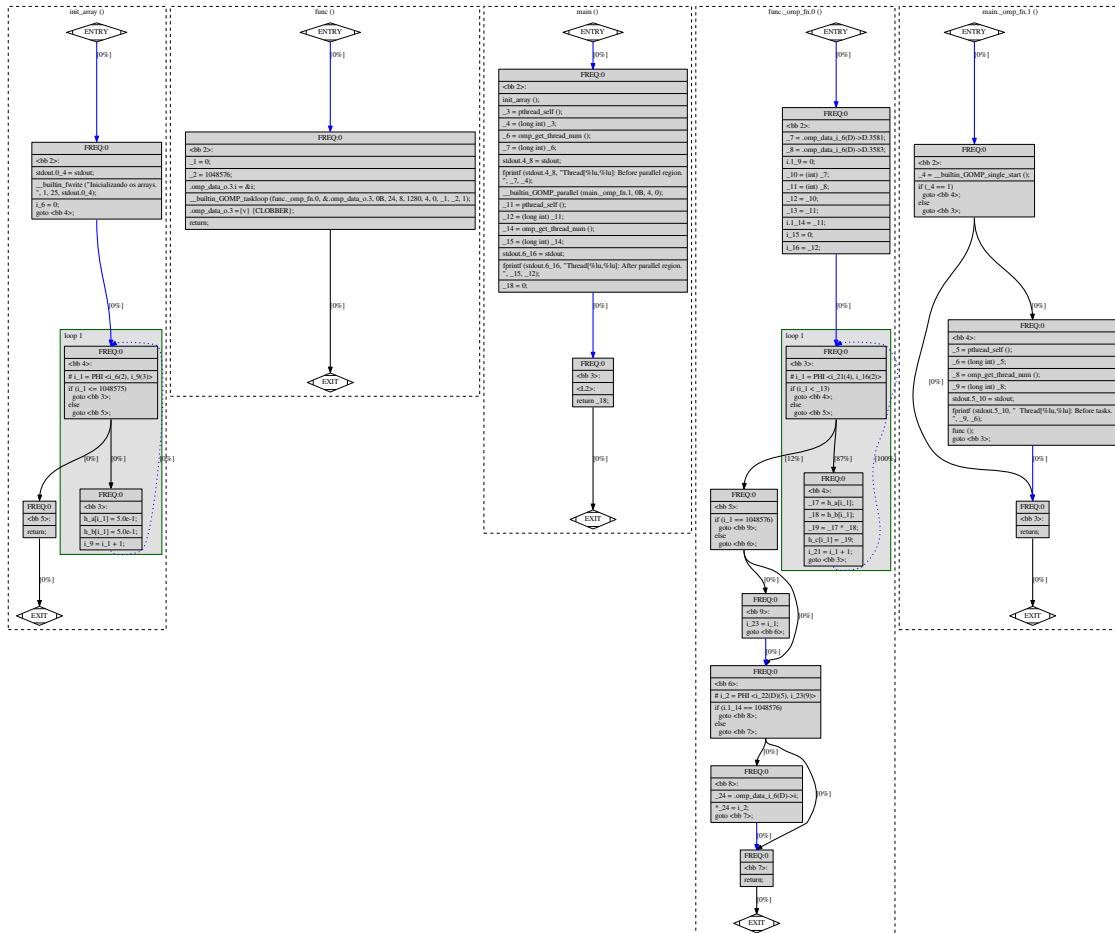 init_array ()
ENTRY
[0%]
FREQ:0
<bb 2>:
stdout.0_4 = stdout;
__builtin_fwrite ("Inicializando os arrays.
", 1, 25, stdout.0_4);
i_6 = 0;
goto <bb 4>;
[0%]
loop 1
FREQ:0
<bb 4>:
# i_1 = PHI <i_6(2), i_9(3)>
if (i_1 <= 1048575)
goto <bb 3>;
else
goto <bb 5>;
[0%]
[0%]
[0%]
FREQ:0
<bb 5>:
return;
FREQ:0
<bb 3>:
h_a[i_1] = 5.0e-1;
h_b[i_1] = 5.0e-1;
i_9 = i_1 + 1;
[0%]
EXIT
func ()
ENTRY
[0%]
FREQ:0
<bb 2>:
_1 = 0;
_2 = 1048576;
.omp_data_o.3.i = &i;
__builtin_GOMP_taskloop (func._omp_fn.0, &.omp_data_o.3, 0B, 24, 8, 1280, 4, 0, _1, _2, 1);
.omp_data_o.3 ={v} {CLOBBER};
return;
[0%]
EXIT
main ()
ENTRY
[0%]
FREQ:0
<bb 2>:
init_array ();
_3 = pthread_self ();
_4 = (long int) _3;
_6 = omp_get_thread_num ();
_7 = (long int) _6;
stdout.4_8 = stdout;
fprintf (stdout.4_8, "Thread[%lu,%lu]: Before parallel region.
", _7, _4);
__builtin_GOMP_parallel (main._omp_fn.1, 0B, 4, 0);
_11 = pthread_self ();
_12 = (long int) _11;
_14 = omp_get_thread_num ();
_15 = (long int) _14;
stdout.6_16 = stdout;
fprintf (stdout.6_16, "Thread[%lu,%lu]: After parallel region.
", _15, _12);
_18 = 0;
[0%]
FREQ:0
<bb 3>:
<L2>:
return _18;
[0%]
EXIT
func._omp_fn.0 ()
ENTRY
[0%]
FREQ:0
<bb 2>:
_7 = .omp_data_i_6(D)->D.3581;
_8 = .omp_data_i_6(D)->D.3583;
i.1_9 = 0;
_10 = (int) _7;
_11 = (int) _8;
_12 = _10;
_13 = _11;
i.1_14 = _11;
i_15 = 0;
i_16 = _12;
[0%]
loop 1
FREQ:0
<bb 3>:
# i_1 = PHI <i_21(4), i_16(2)>
if (i_1 < _13)
goto <bb 4>;
else
goto <bb 5>;
[12%]
[87%]
[100%]
FREQ:0
<bb 4>:
_17 = h_a[i_1];
_18 = h_b[i_1];
_19 = _17 * _18;
h_c[i_1] = _19;
i_21 = i_1 + 1;
goto <bb 3>;
FREQ:0
<bb 5>:
if (i_1 == 1048576)
goto <bb 9>;
else
goto <bb 6>;
[0%]
[0%]
FREQ:0
<bb 9>:
i_23 = i_1;
goto <bb 6>;
[0%]
FREQ:0
<bb 6>:
# i_2 = PHI <i_22(D)(5), i_23(9)>
if (i.1_14 == 1048576)
goto <bb 8>;
else
goto <bb 7>;
[0%]
[0%]
FREQ:0
<bb 8>:
_24 = .omp_data_i_6(D)->i;
*_24 = i_2;
goto <bb 7>;
[0%]
FREQ:0
<bb 7>:
return;
[0%]
EXIT
main._omp_fn.1 ()
ENTRY
[0%]
FREQ:0
<bb 2>:
_4 = __builtin_GOMP_single_start ();
if (_4 == 1)
goto <bb 4>;
else
goto <bb 3>;
[0%]
[0%]
FREQ:0
<bb 4>:
_5 = pthread_self ();
_6 = (long int) _5;
_8 = omp_get_thread_num ();
_9 = (long int) _8;
stdout.5_10 = stdout;
fprintf (stdout.5_10, "  Thread[%lu,%lu]: Before tasks.
", _9, _6);
func ();
goto <bb 3>;
[0%]
FREQ:0
<bb 3>:
return;
[0%]
EXIT